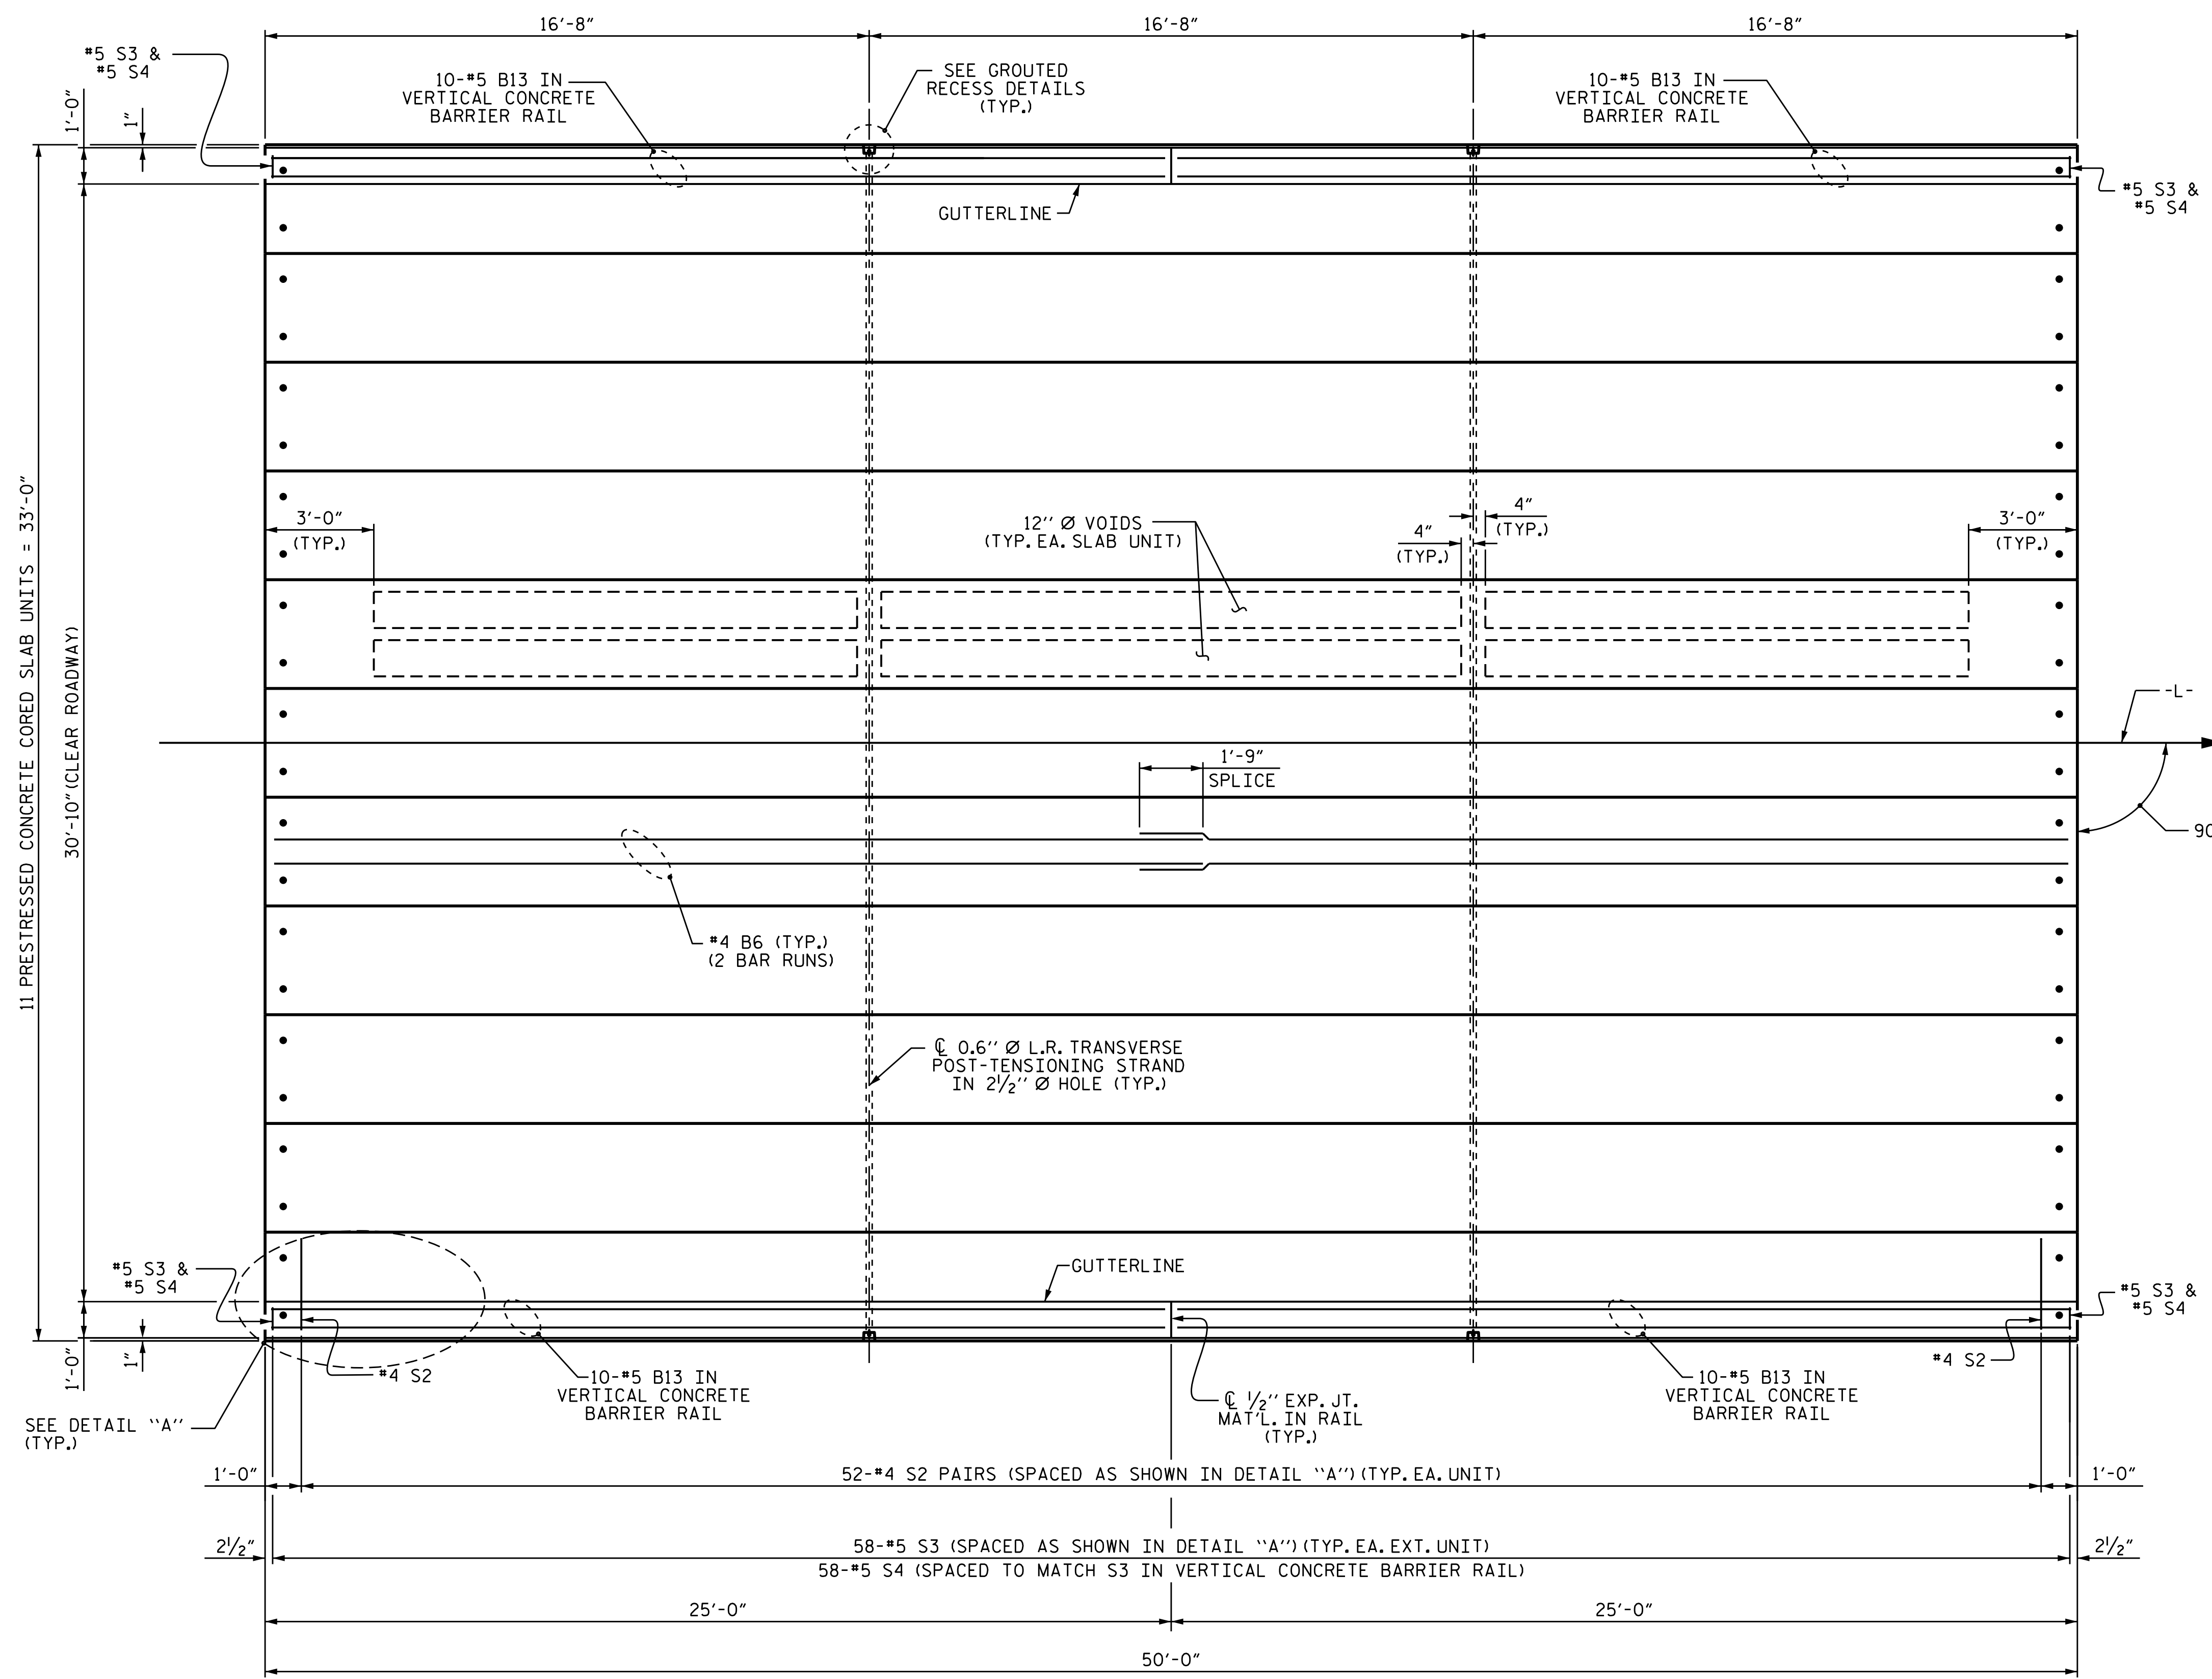 16'-8"
16'-8"
16'-8"
#5 S3 &
#5 S4
10-#5 B13 IN
VERTICAL CONCRETE
BARRIER RAIL
SEE GROUTED
RECESS DETAILS
(TYP.)
10-#5 B13 IN
VERTICAL CONCRETE
BARRIER RAIL
1'-0"
1"
#5 S3 &
#5 S4
GUTTERLINE
11 PRESTRESSED CONCRETE CORED SLAB UNITS = 33'-0"
30'-10" (CLEAR ROADWAY)
3'-0"
(TYP.)
12'' Ø VOIDS
(TYP. EA. SLAB UNIT)
4"
(TYP.)
4"
(TYP.)
3'-0"
(TYP.)
-L-
1'-9"
SPLICE
90
#4 B6 (TYP.)
(2 BAR RUNS)
℄ 0.6'' Ø L.R. TRANSVERSE
POST-TENSIONING STRAND
IN 2½'' Ø HOLE (TYP.)
#5 S3 &
#5 S4
GUTTERLINE
#5 S3 &
#5 S4
1'-0"
1"
#4 S2
10-#5 B13 IN
VERTICAL CONCRETE
BARRIER RAIL
℄ ½'' EXP. JT.
MAT'L. IN RAIL
(TYP.)
#4 S2
10-#5 B13 IN
VERTICAL CONCRETE
BARRIER RAIL
SEE DETAIL "A"
(TYP.)
1'-0"
52-#4 S2 PAIRS (SPACED AS SHOWN IN DETAIL "A") (TYP. EA. UNIT)
1'-0"
2½"
58-#5 S3 (SPACED AS SHOWN IN DETAIL "A") (TYP. EA. EXT. UNIT)
58-#5 S4 (SPACED TO MATCH S3 IN VERTICAL CONCRETE BARRIER RAIL)
2½"
25'-0"
25'-0"
50'-0"